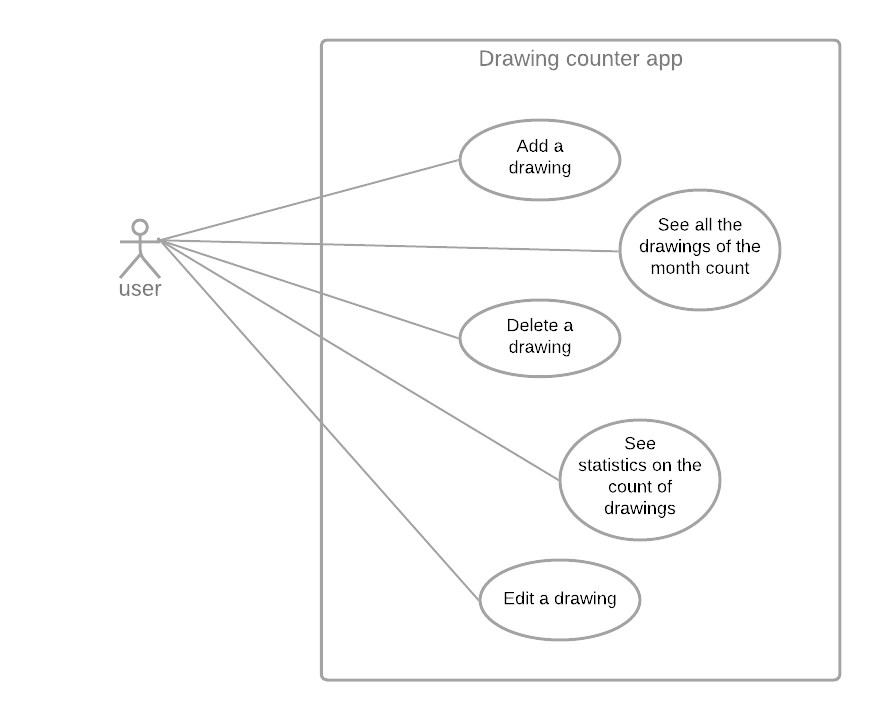 Drawing counter app
Add a
drawing
See all the
drawings of the
month count
user
Delete a
drawing
See
statistics on the
count of
drawings
Edit a drawing